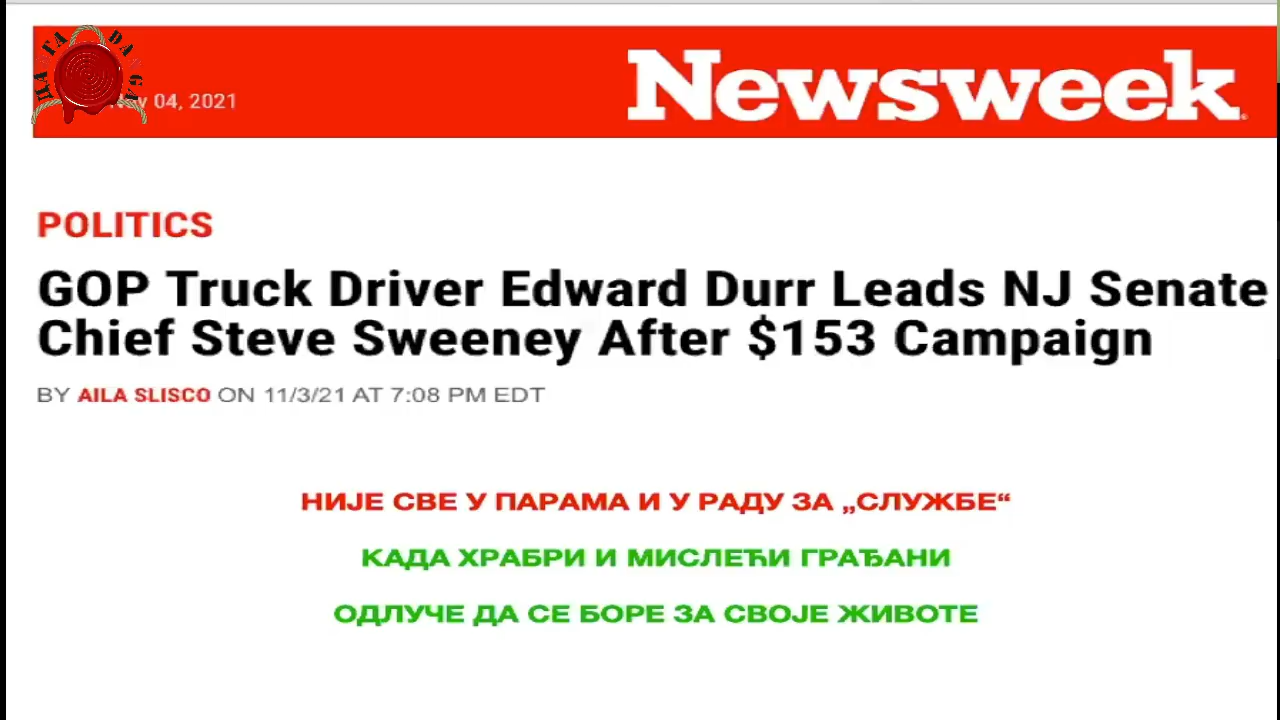 04, 2021
Newsweek
POLITICS
GOP Truck Driver Edward Durr Leads NJ Senate
Chief Steve Sweeney After $153 Campaign
BY AILA SLISCO ON 11/3/21 AT 7:08 PM EDT
НИЈЕ СВЕ У ПАРАМА И У РАДУ ЗА „СЛУЖБЕ“
КАДА ХРАБРИ И МИСЛЕЋИ ГРАЂАНИ
ОДЛУЧЕ ДА СЕ БОРЕ ЗА СВОЈЕ ЖИВОТЕ